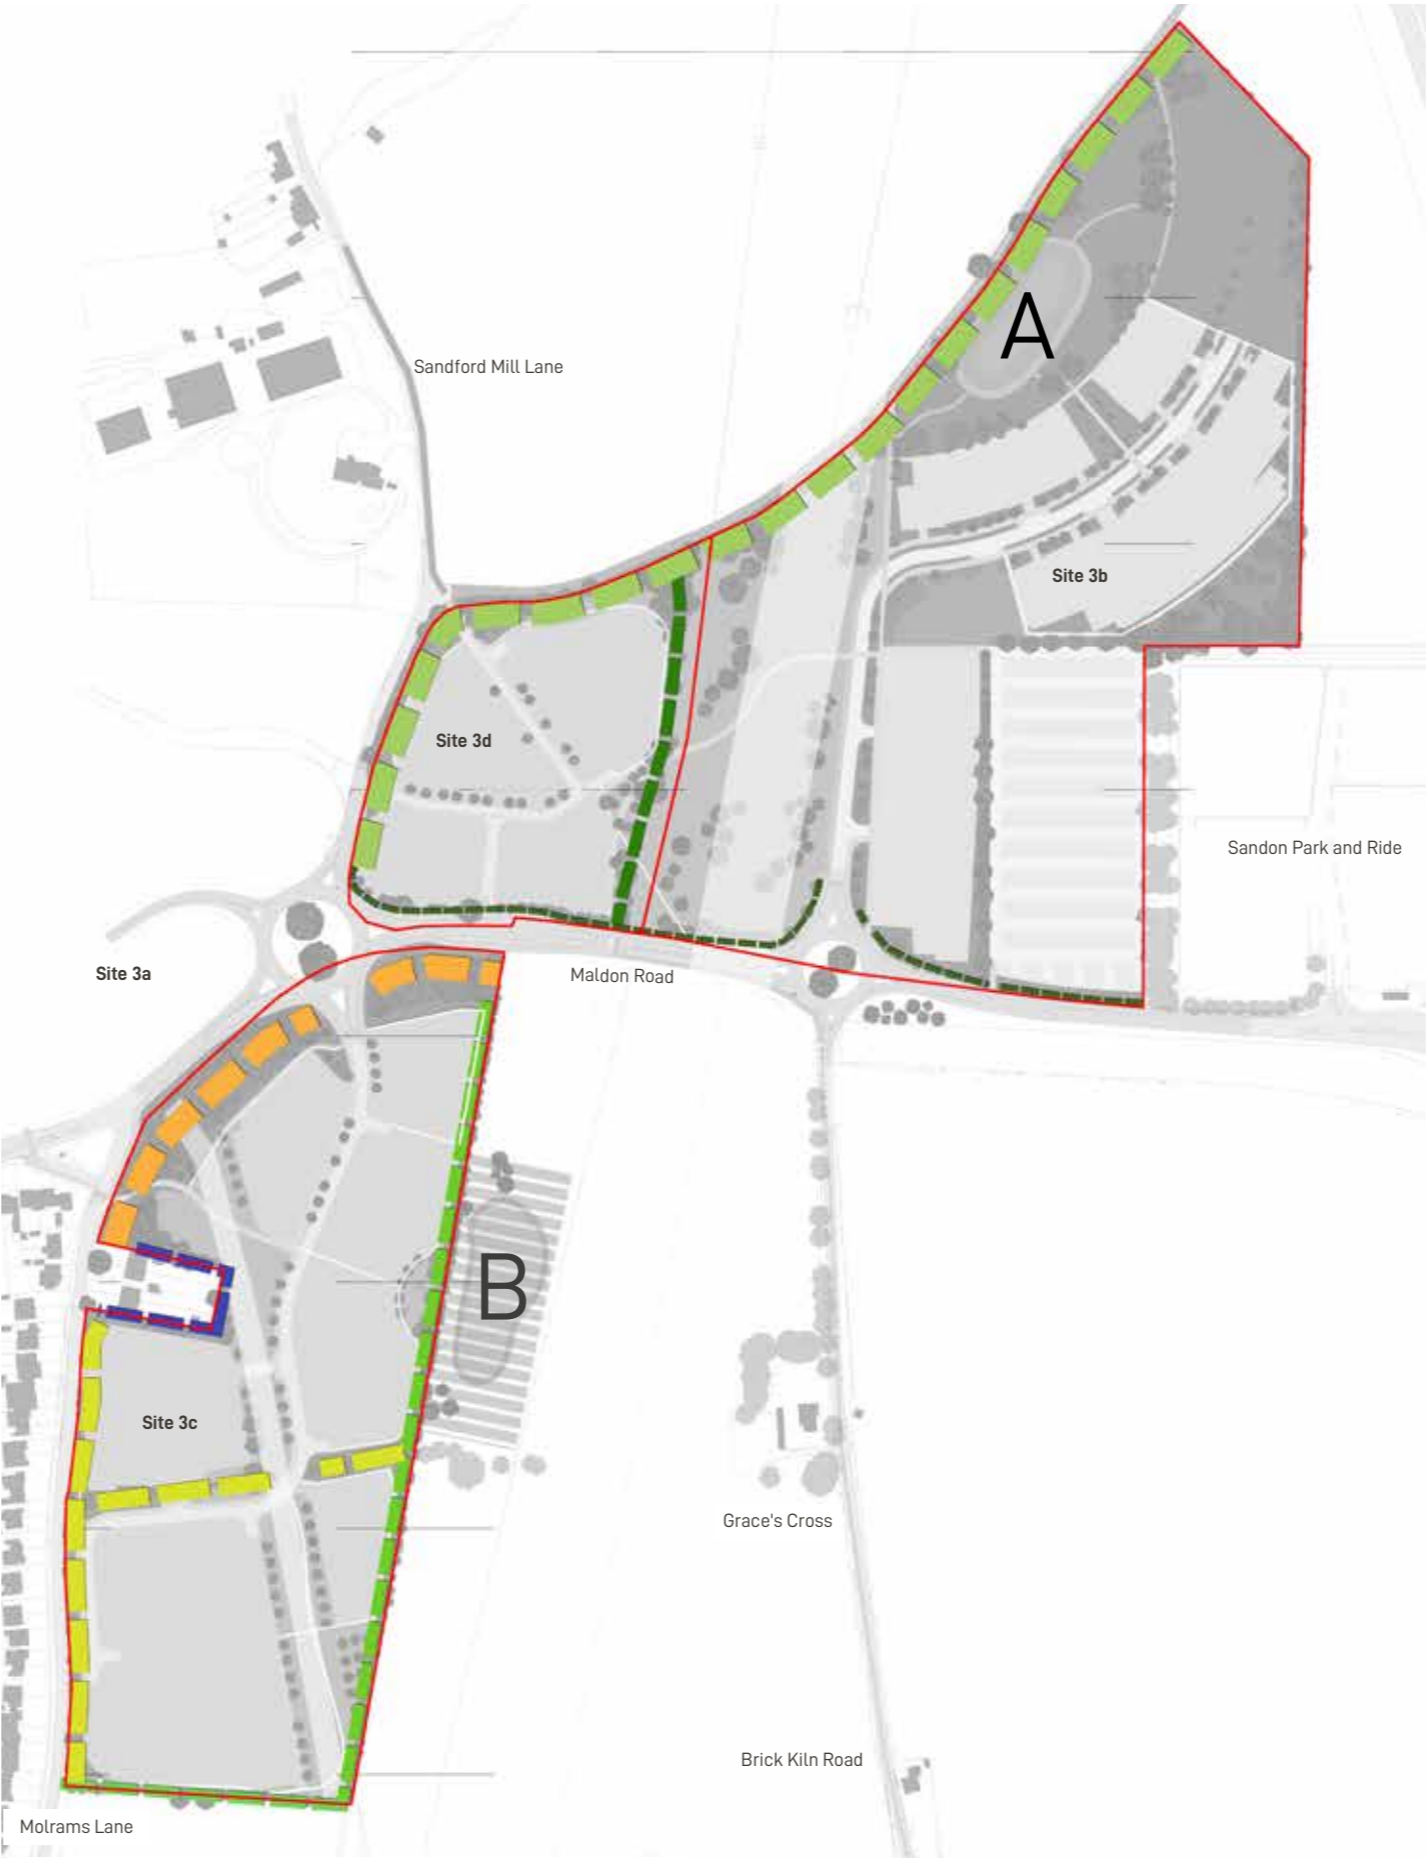 A
Sandford Mill Lane
Site 3b
Site 3d
Sandon Park and Ride
Site 3a
Maldon Road
B
Site 3c
Grace's Cross
Brick Kiln Road
Molrams Lane